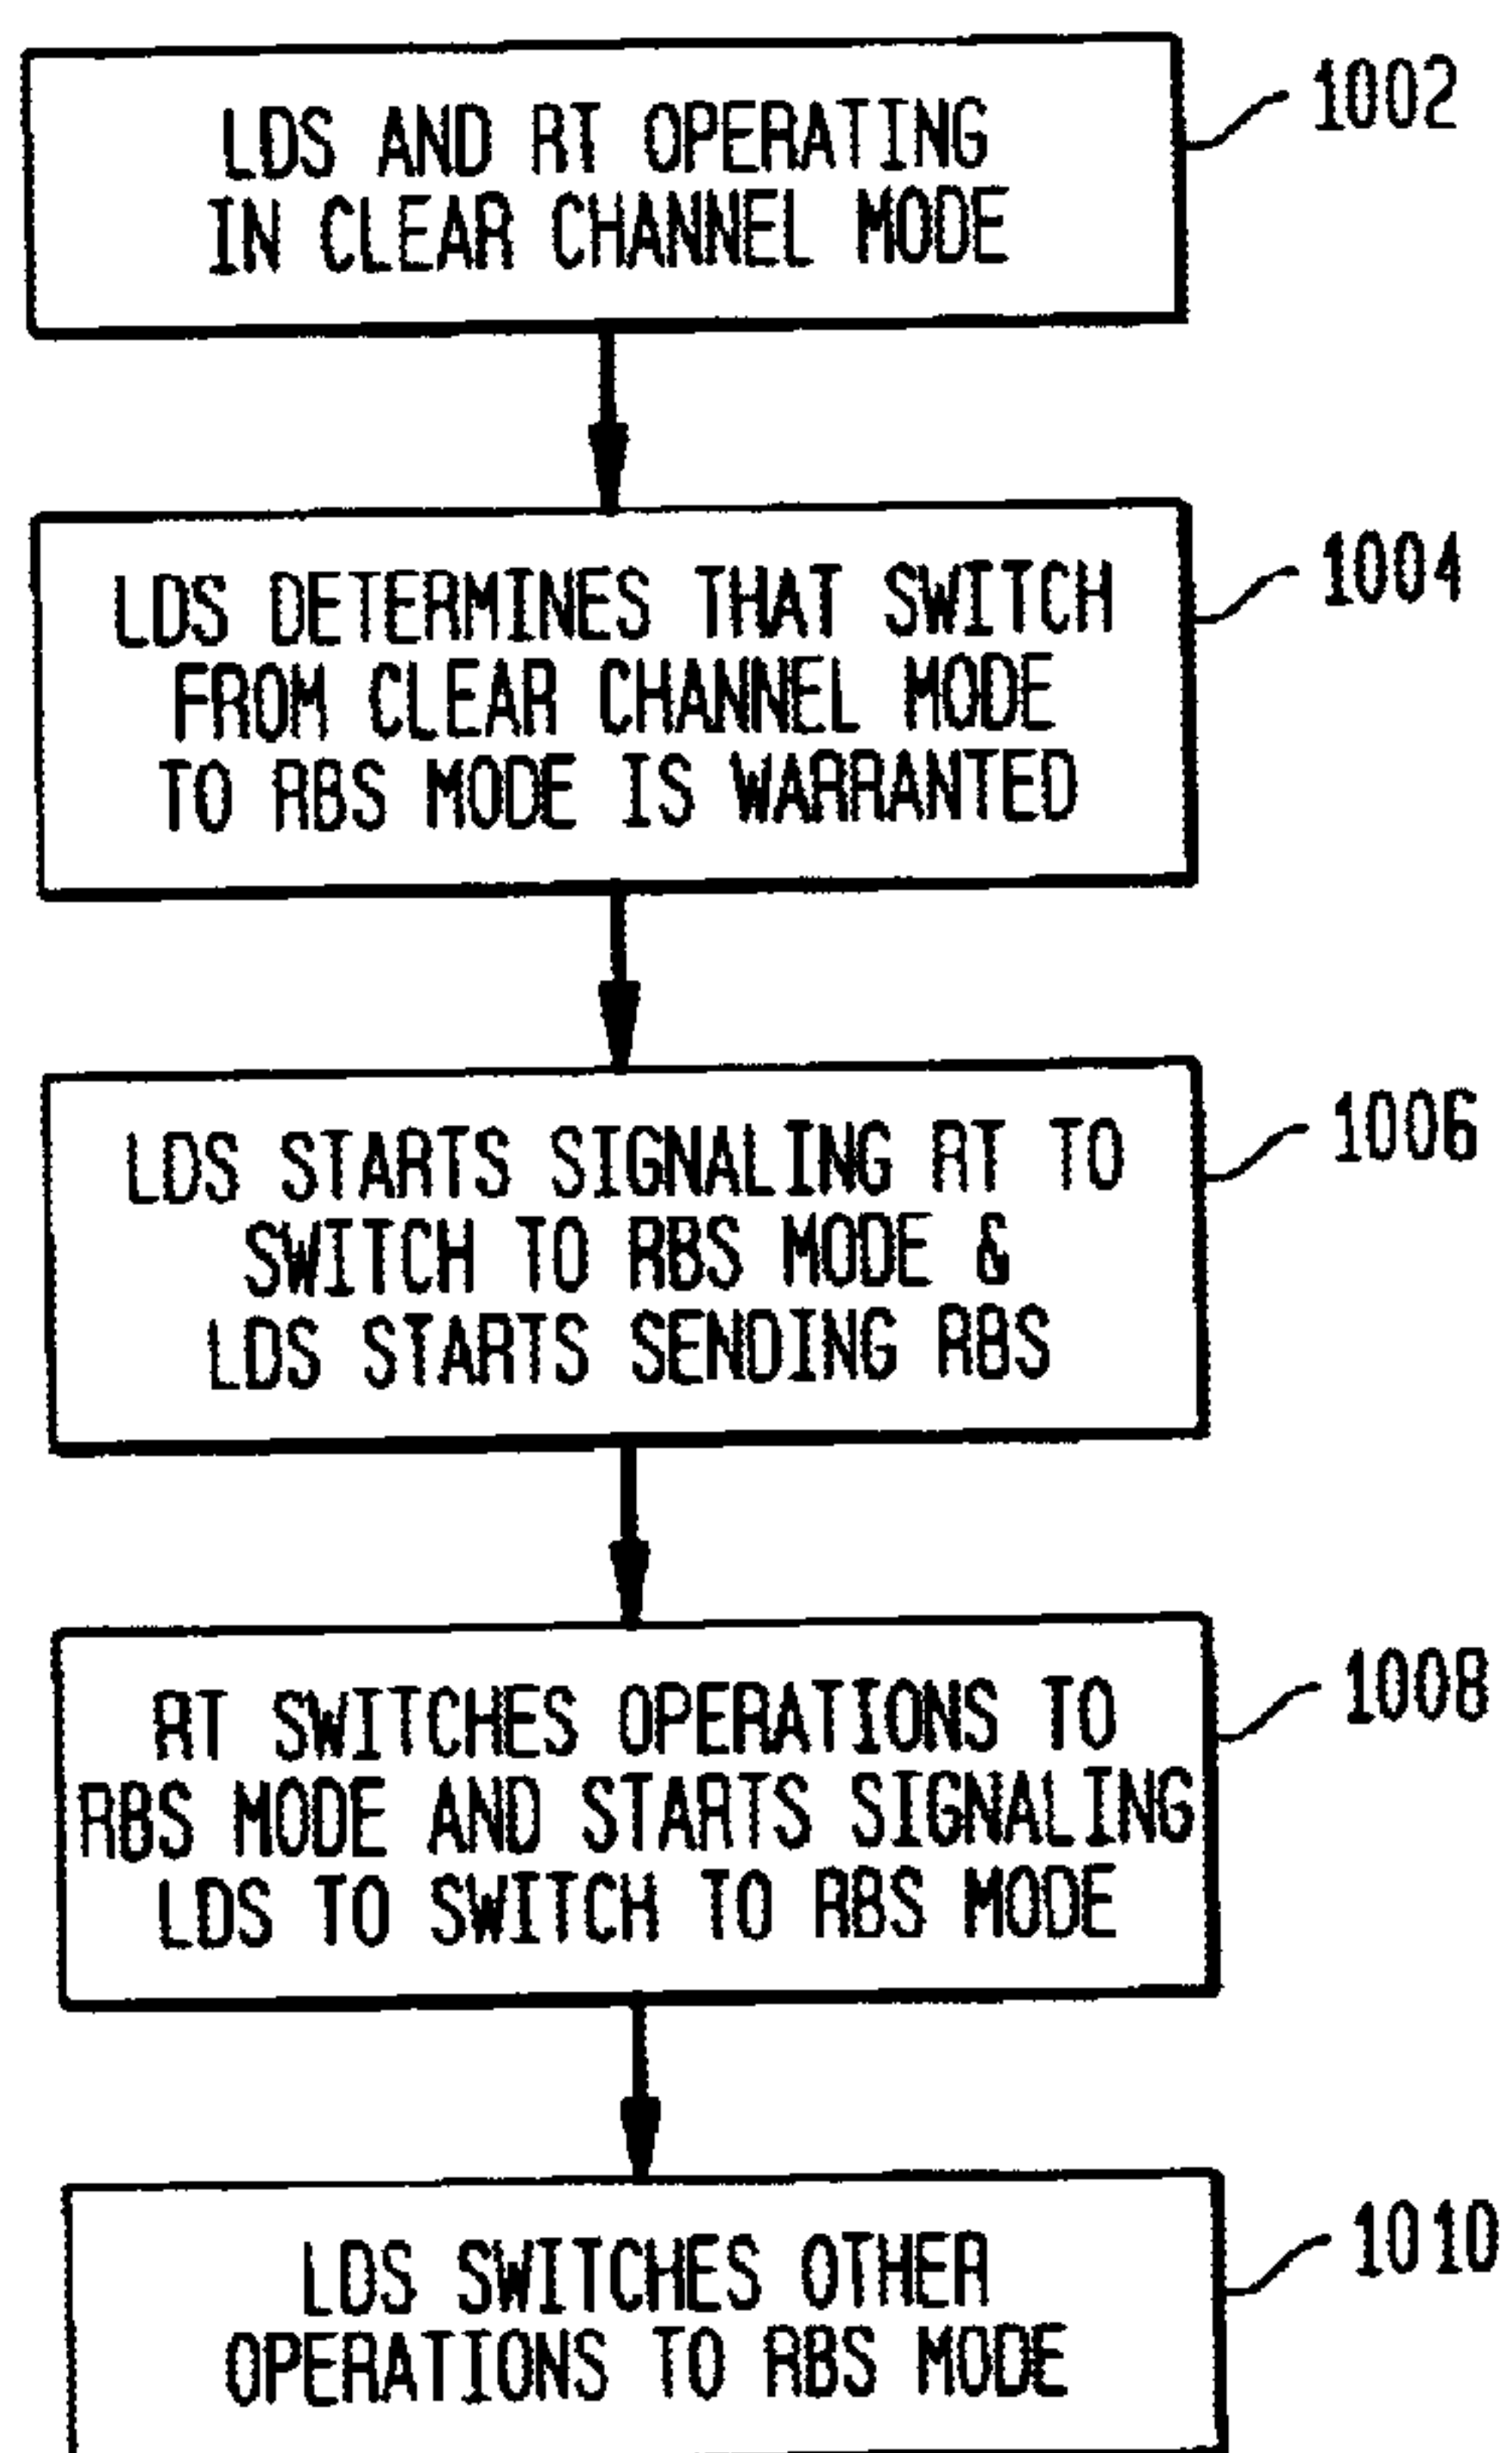 LDS AND RT OPERATING
IN CLEAR CHANNEL MODE
1002
LDS DETERMINES THAT SWITCH
FROM CLEAR CHANNEL MODE
TO RBS MODE IS WARRANTED
1004
LDS STARTS SIGNALING RT TO
SWITCH TO RBS MODE &
LDS STARTS SENDING RBS
1006
RT SWITCHES OPERATIONS TO
RBS MODE AND STARTS SIGNALING
LDS TO SWITCH TO RBS MODE
1008
LDS SWITCHES OTHER
OPERATIONS TO RBS MODE
1010